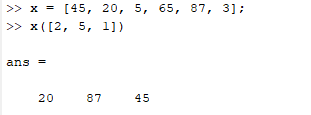 >> x = [45, 20, 5, 65, 87, 3];
>> x([2, 5, 1])
ans =
20 87 45